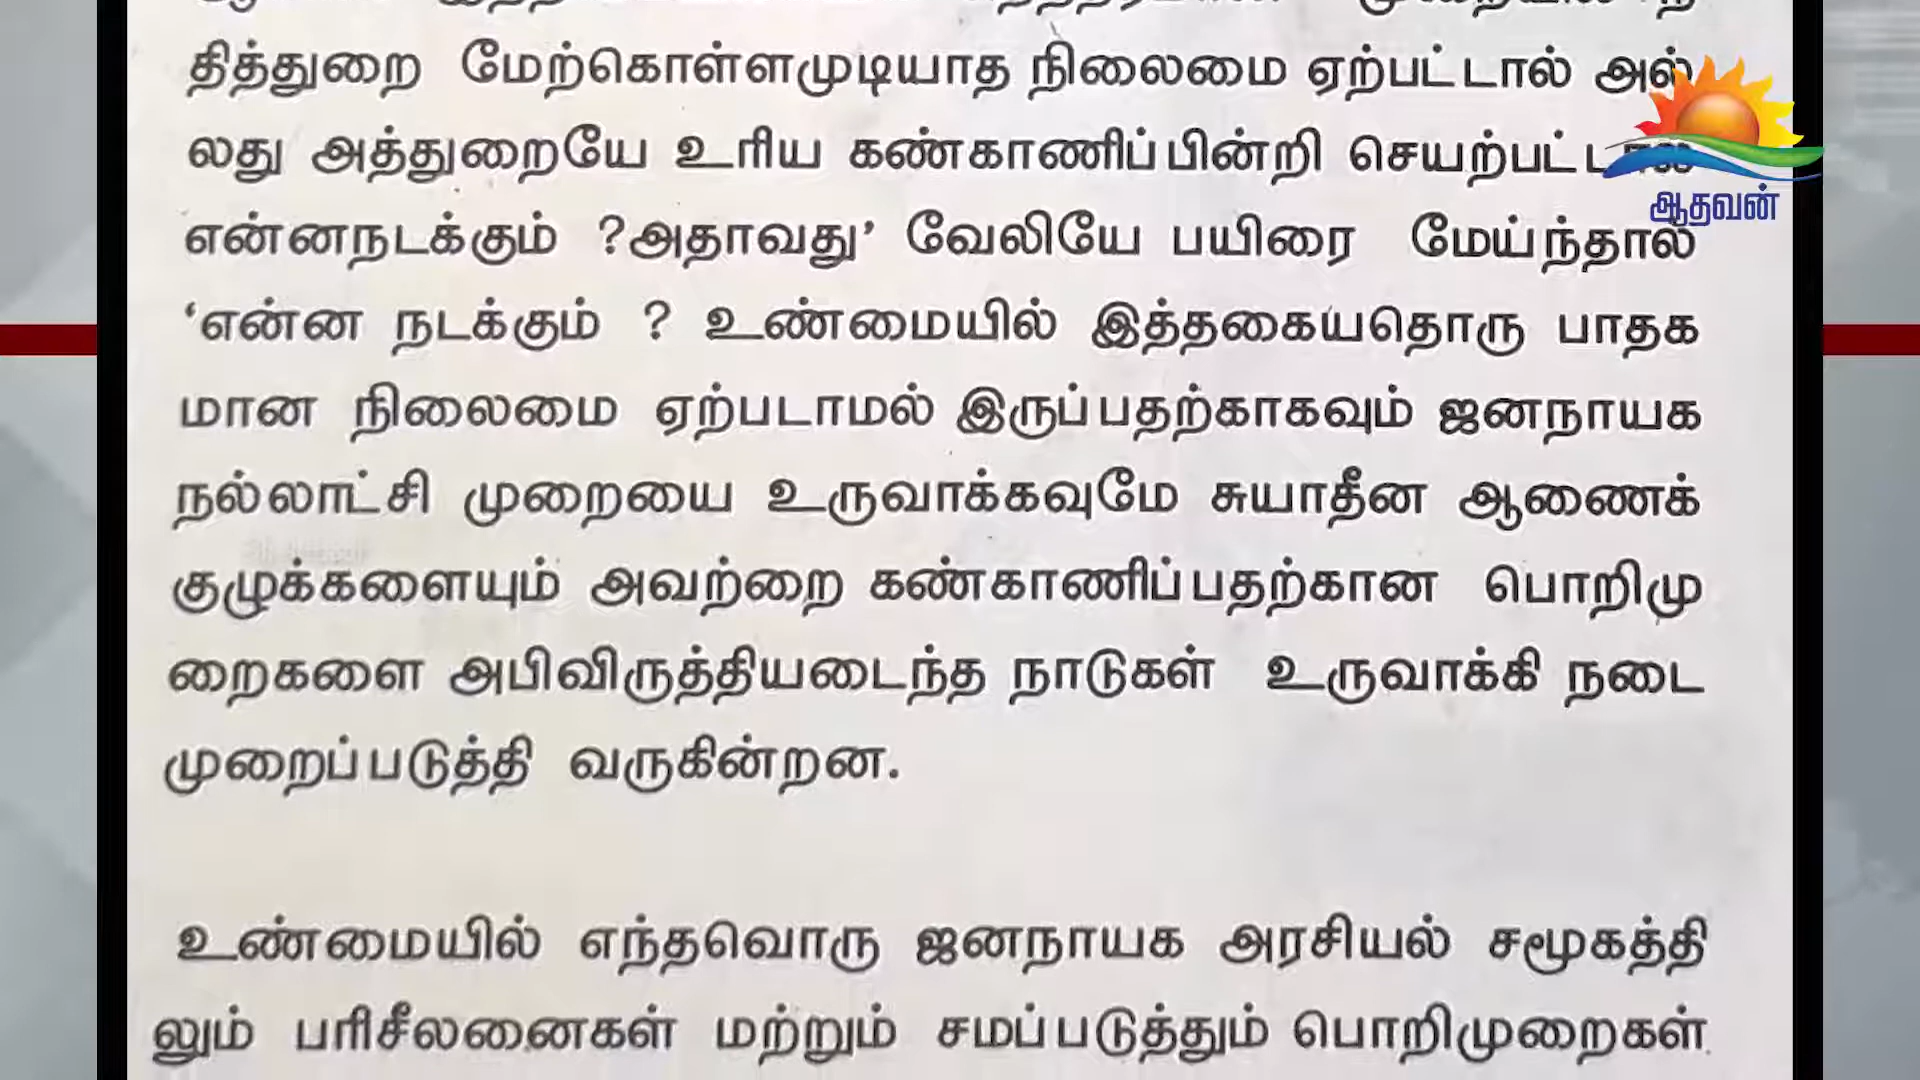 தித்துறை மேற்கொள்ளமுடியாத நிலைமை ஏற்பட்டால் அல்
லது அத்துறையே உரிய கண்காணிப்பின்றி செயற்பட்டால்
ஆதவன்
என்னநடக்கும் ?அதாவது’ வேலியே பயிரை மேய்ந்தால்
‘என்ன நடக்கும் ? உண்மையில் இத்தகையதொரு பாதக
மான நிலைமை ஏற்படாமல் இருப்பதற்காகவும் ஜனநாயக
நல்லாட்சி முறையை உருவாக்கவுமே சுயாதீன ஆணைக்
குழுக்களையும் அவற்றை கண்காணிப்பதற்கான பொறிமு
றைகளை அபிவிருத்தியடைந்த நாடுகள் உருவாக்கி நடை
முறைப்படுத்தி வருகின்றன.
உண்மையில் எந்தவொரு ஜனநாயக அரசியல் சமூகத்தி
லும் பரிசீலனைகள் மற்றும் சமப்படுத்தும் பொறிமுறைகள்